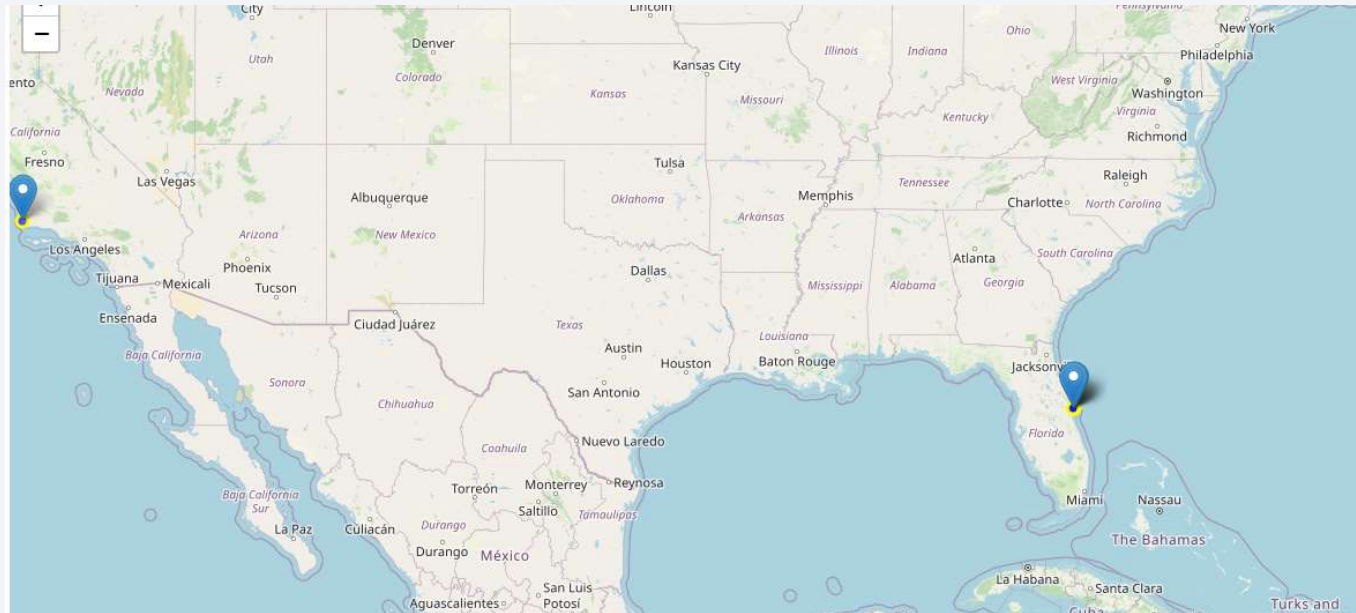 −
City
Lincoln
Pennsylvania
New York
Ohio
Denver
Utah
Illinois
Indiana
Philadelphia
Kansas City
Colorado
ento
Nevada
Kansas
Missouri
West Virginia
Washington
Virginia
California
Kentucky
Richmond
Fresno
Tulsa
Las Vegas
Raleigh
Tennessee
Albuquerque
Oklahoma
Memphis
Charlotte
North Carolina
Arkansas
Arizona
New Mexico
Los Angeles
South Carolina
Atlanta
Phoenix
Dallas
Tijuana
Mexicali
Tucson
Mississippi
Alabama
Georgia
Ensenada
Ciudad Juárez
Texas
Louisiana
Baja California
Austin
Houston
Baton Rouge
Jacksonvil
Sonora
San Antonio
Chihuahua
Florida
Nuevo Laredo
Coahuila
Reynosa
Torreón
Monterrey
Baja California
Sur
Miami
Nassau
Saltillo
Tamaulipas
La Paz
Culiacán
Durango
The Bahamas
Durango
México
La Habana
Santa Clara
San Luis
Potosí
Aguascalientes
Cuba
Turks and